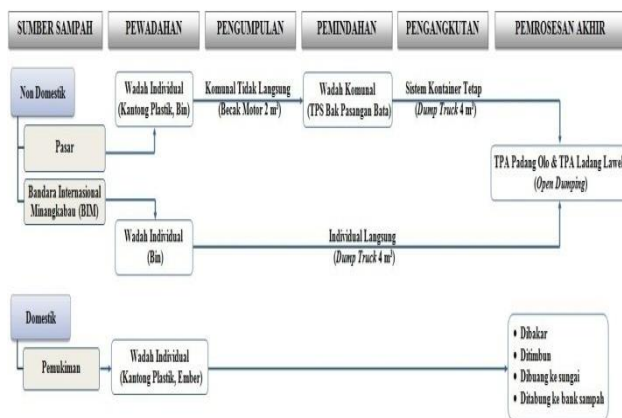 SUMBER SAMPAH
PEWADAHAN
PENGUMPULAN
PEMINDAHAN
PENGANGKUTAN
PEMROSESAN AKHIR
Non Domestik
Wadah Individual
(Kantong Plastik, Bin)
Komunal Tidak Langsung
(Becak Motor 2 m³)
Wadah Komunal
(TPS Bak Pasangan Bata)
Sistem Kontainer Tetap
(Dump Truck 4 m³)
Pasar
TPA Padang Olo & TPA Ladang Laweh
(Open Dumping)
Bandara Internasional
Minangkabau (BIM)
Wadah Individual
(Bin)
Individual Langsung
(Dump Truck 4 m³)
Domestik
Pemukiman
Wadah Individual
(Kantong Plastik, Ember)
• Dibakar
• Ditimbun
• Dibuang ke sungai
• Ditabung ke bank sampah